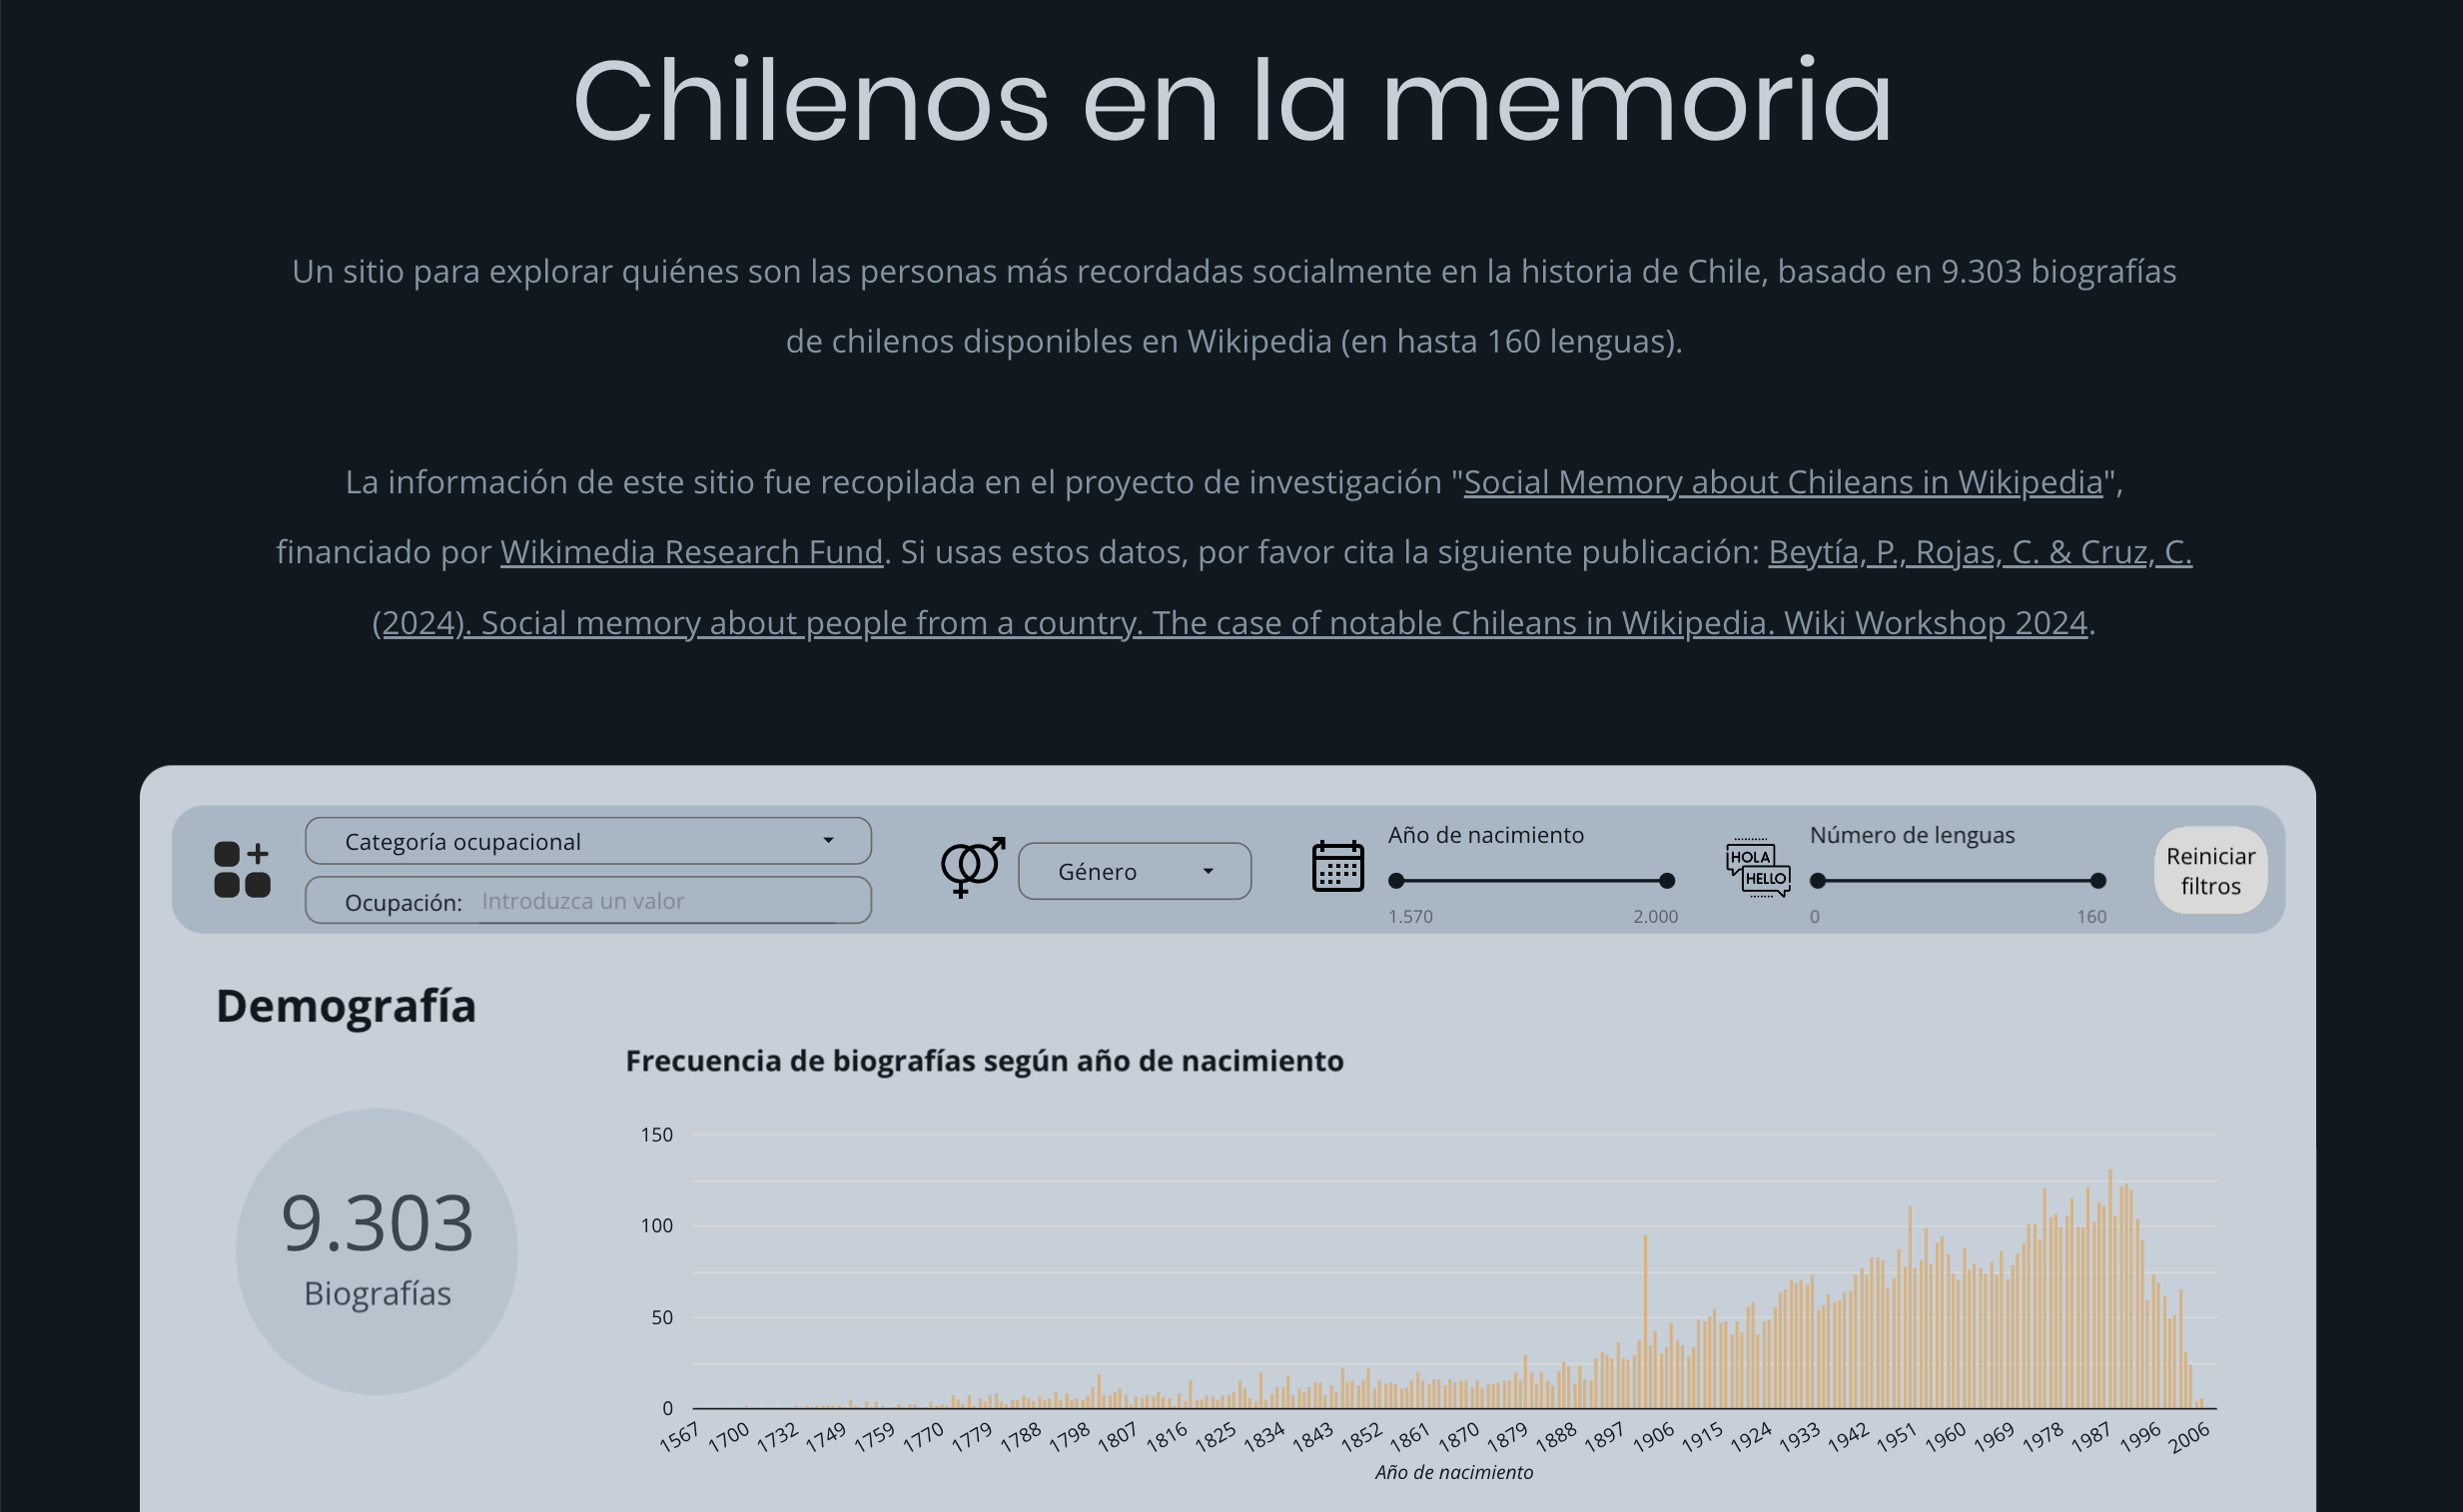 Chilenos en la memoria
Un sitio para explorar quiénes son las personas más recordadas socialmente en la historia de Chile, basado en 9.303 biografías
de chilenos disponibles en Wikipedia (en hasta 160 lenguas).
La información de este sitio fue recopilada en el proyecto de investigación "Social Memory about Chileans in Wikipedia",
financiado por Wikimedia Research Fund. Si usas estos datos, por favor cita la siguiente publicación: Beytía, P., Rojas, C. & Cruz, C.
(2024). Social memory about people from a country. The case of notable Chileans in Wikipedia. Wiki Workshop 2024.
Categoría ocupacional
Ocupación: Introduzca un valor
Género
Año de nacimiento
1.570 2.000
HOLA
HELLO
Número de lenguas
0 160
Reiniciar
filtros
Demografía
9.303
Biografías
Frecuencia de biografías según año de nacimiento
150
100
50
0
1567 1700 1732 1749 1759 1770 1779 1788 1798 1807 1816 1825 1834 1843 1852 1861 1870 1879 1888 1897 1906 1915 1924 1933 1942 1951 1960 1969 1978 1987 1996 2006
Año de nacimiento